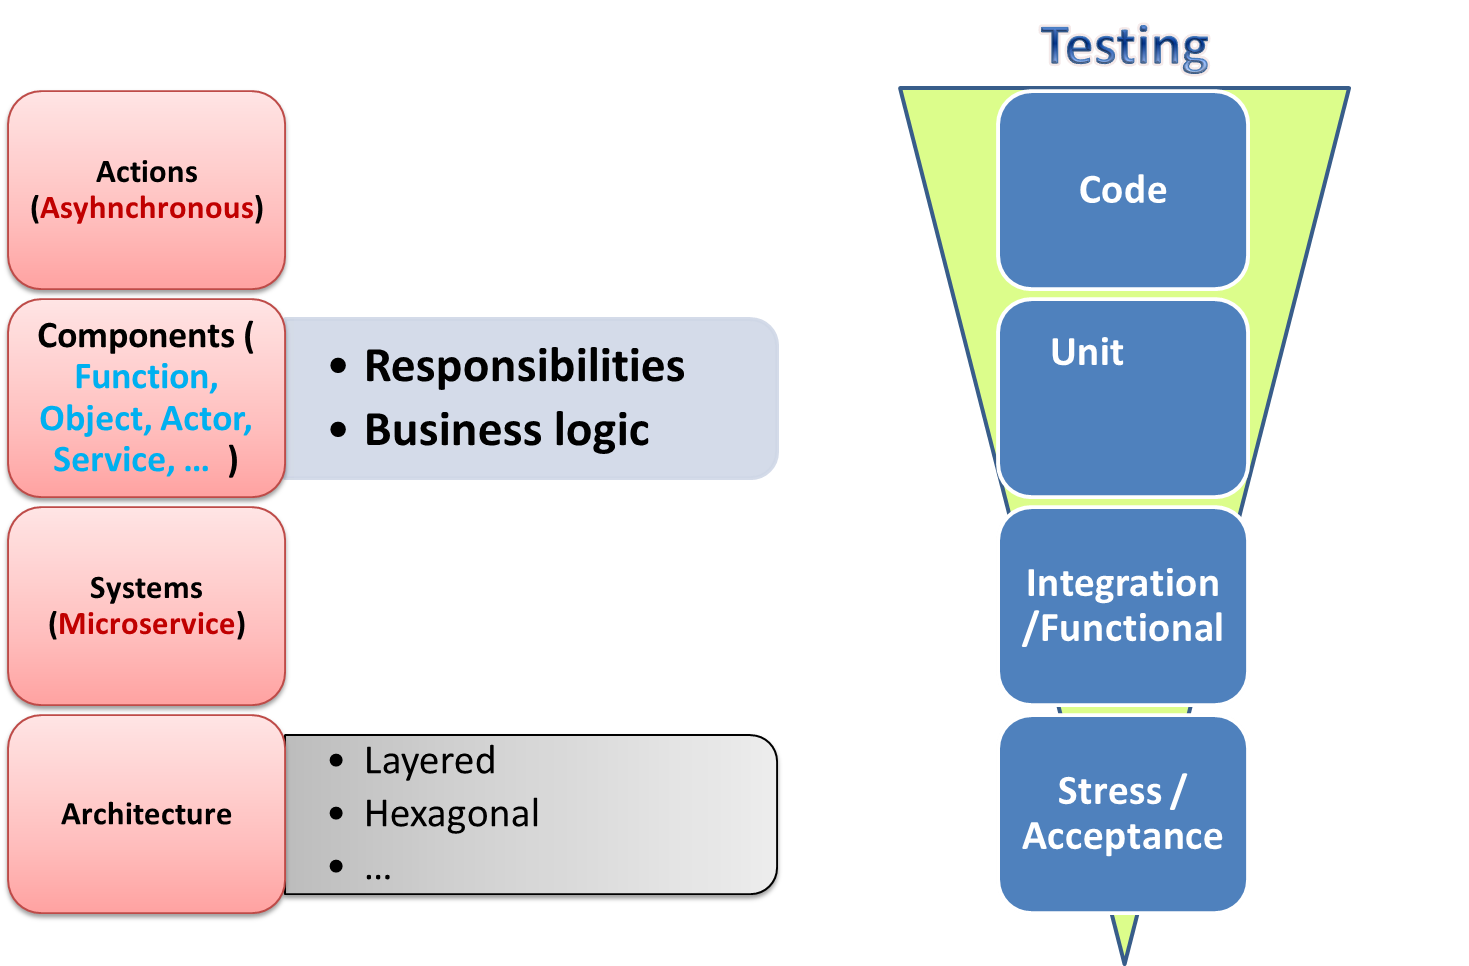 Testing
Actions
(Asyhnchronous)
Code
Components (
Function,
Object, Actor,
Service, ... )
• Responsibilities
• Business logic
Unit
Systems
(Microservice)
Integration
/Functional
Architecture
• Layered
• Hexagonal
• ...
Stress /
Acceptance